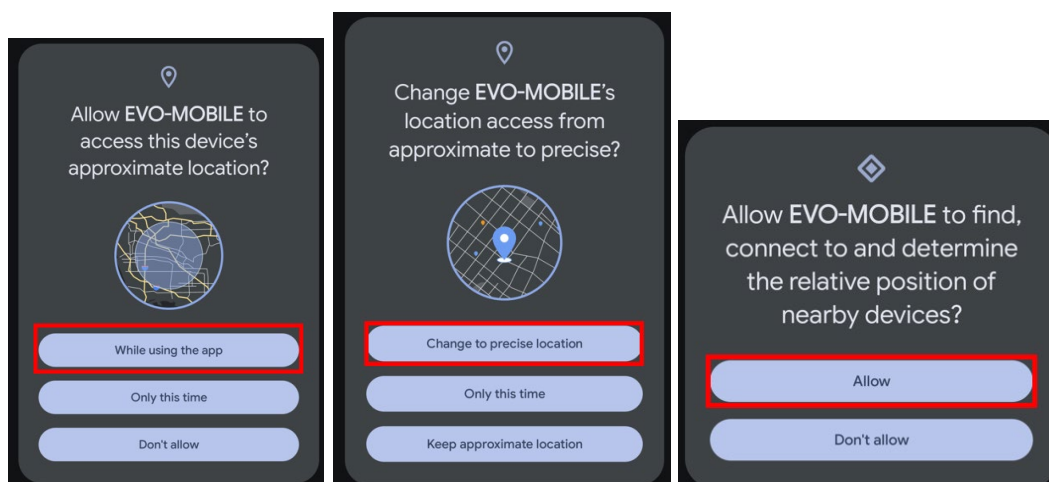 Allow EVO-MOBILE to
access this device's
approximate location?
While using the app
Only this time
Don't allow
Change EVO-MOBILE's
location access from
approximate to precise?
Change to precise location
Only this time
Keep approximate location
Allow EVO-MOBILE to find,
connect to and determine
the relative position of
nearby devices?
Allow
Don't allow